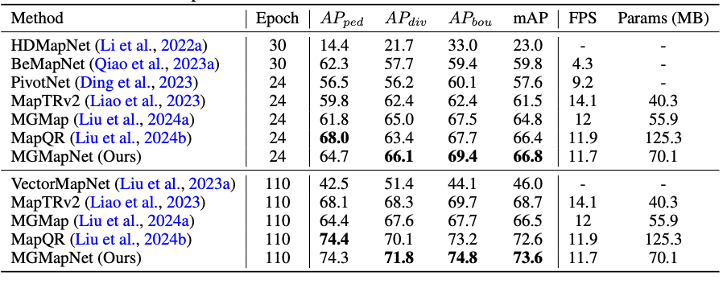 Method Epoch APped APdiv APbou mAP FPS Params (MB)
HDMapNet (Li et al., 2022a) 30 14.4 21.7 33.0 23.0 - -
BeMapNet (Qiao et al., 2023a) 30 62.3 57.7 59.4 59.8 4.3 -
PivotNet (Ding et al., 2023) 24 56.5 56.2 60.1 57.6 9.2 -
MapTRv2 (Liao et al., 2023) 24 59.8 62.4 62.4 61.5 14.1 40.3
MGMap (Liu et al., 2024a) 24 61.8 65.0 67.5 64.8 12 55.9
MapQR (Liu et al., 2024b) 24 68.0 63.4 67.7 66.4 11.9 125.3
MGMapNet (Ours) 24 64.7 66.1 69.4 66.8 11.7 70.1
VectorMapNet (Liu et al., 2023a) 110 42.5 51.4 44.1 46.0 - -
MapTRv2 (Liao et al., 2023) 110 68.1 68.3 69.7 68.7 14.1 40.3
MGMap (Liu et al., 2024a) 110 64.4 67.6 67.7 66.5 12 55.9
MapQR (Liu et al., 2024b) 110 74.4 70.1 73.2 72.6 11.9 125.3
MGMapNet (Ours) 110 74.3 71.8 74.8 73.6 11.7 70.1